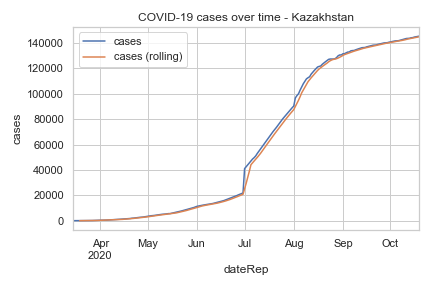 COVID-19 cases over time - Kazakhstan
cases
cases (rolling)
140000
120000
100000
80000
60000
40000
20000
0
cases
Apr
2020
May
Jun
Jul
Aug
Sep
Oct
dateRep